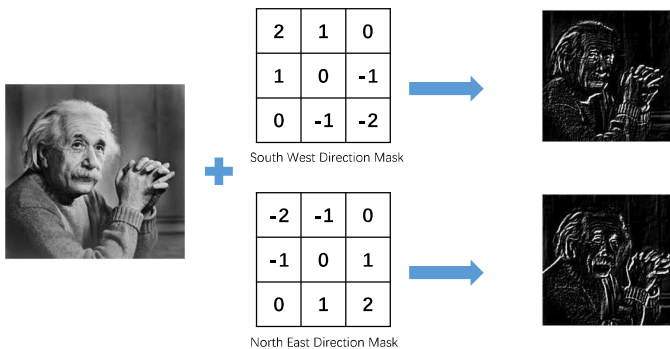 2 1 0
1 0 -1
0 -1 -2
South West Direction Mask
-2 -1 0
-1 0 1
0 1 2
North East Direction Mask